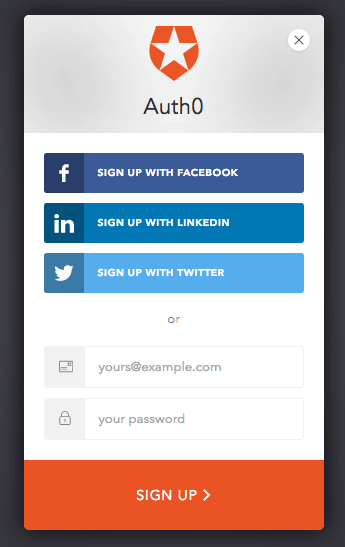 Auth0
SIGN UP WITH FACEBOOK
SIGN UP WITH LINKEDIN
SIGN UP WITH TWITTER
or
yours@example.com
your password
SIGN UP